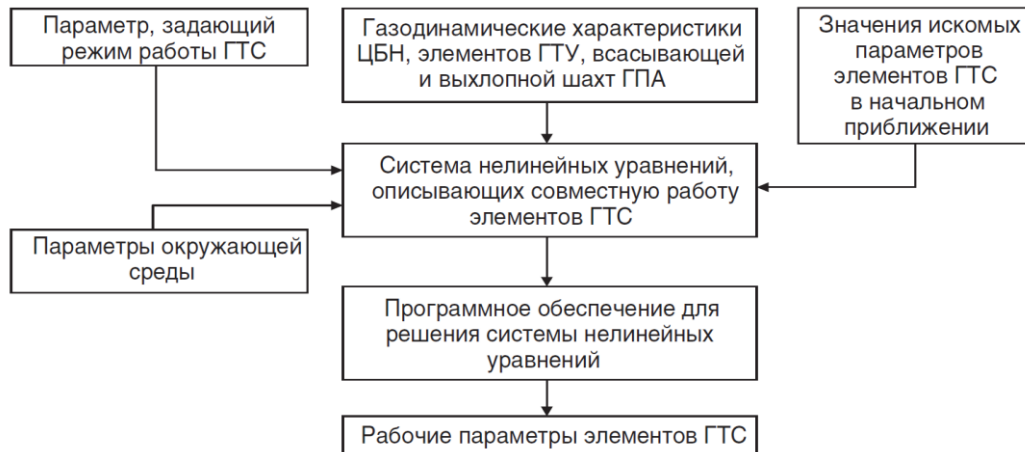 Параметр, задающий
режим работы ГТС
Газодинамические характеристики
ЦБН, элементов ГТУ, всасывающей
и выхлопной шахт ГПА
Значения искомых
параметров
элементов ГТС
в начальном
приближении
Система нелинейных уравнений,
описывающих совместную работу
элементов ГТС
Параметры окружающей
среды
Программное обеспечение для
решения системы нелинейных
уравнений
Рабочие параметры элементов ГТС